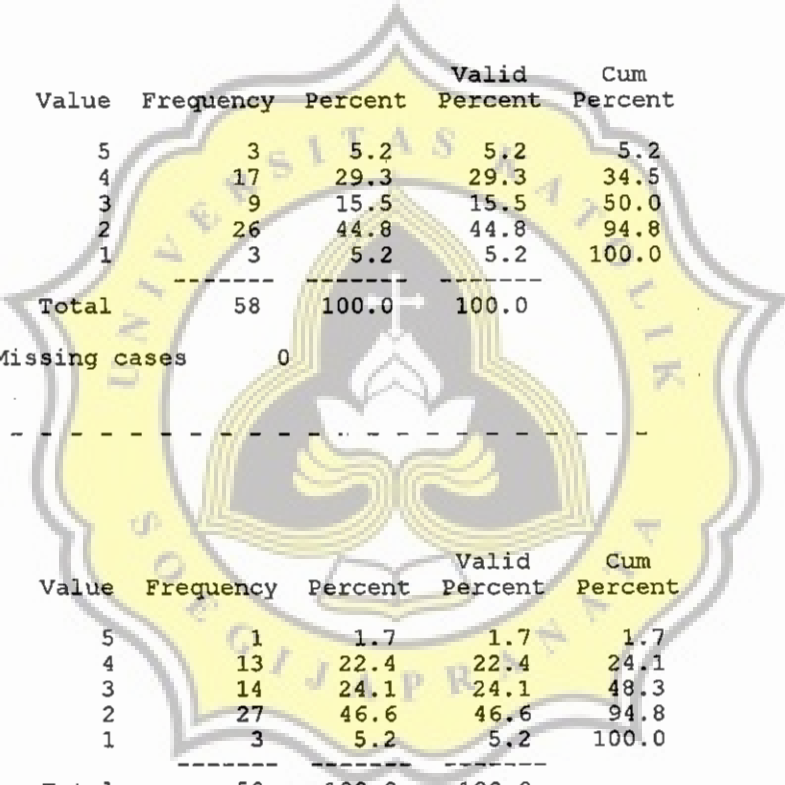 Valid Cum
Value Frequency Percent Percent Percent
5 3 5.2 5.2 5.2
4 17 29.3 29.3 34.5
3 9 15.5 15.5 50.0
2 26 44.8 44.8 94.8
1 3 5.2 5.2 100.0
------- ------- -------
Total 58 100.0 100.0
Missing cases 0
Valid Cum
Value Frequency Percent Percent Percent
5 1 1.7 1.7 1.7
4 13 22.4 22.4 24.1
3 14 24.1 24.1 48.3
2 27 46.6 46.6 94.8
1 3 5.2 5.2 100.0
------- ------- -------
UNIVERSITAS KATOLIK
SOEGIJAPRANATA